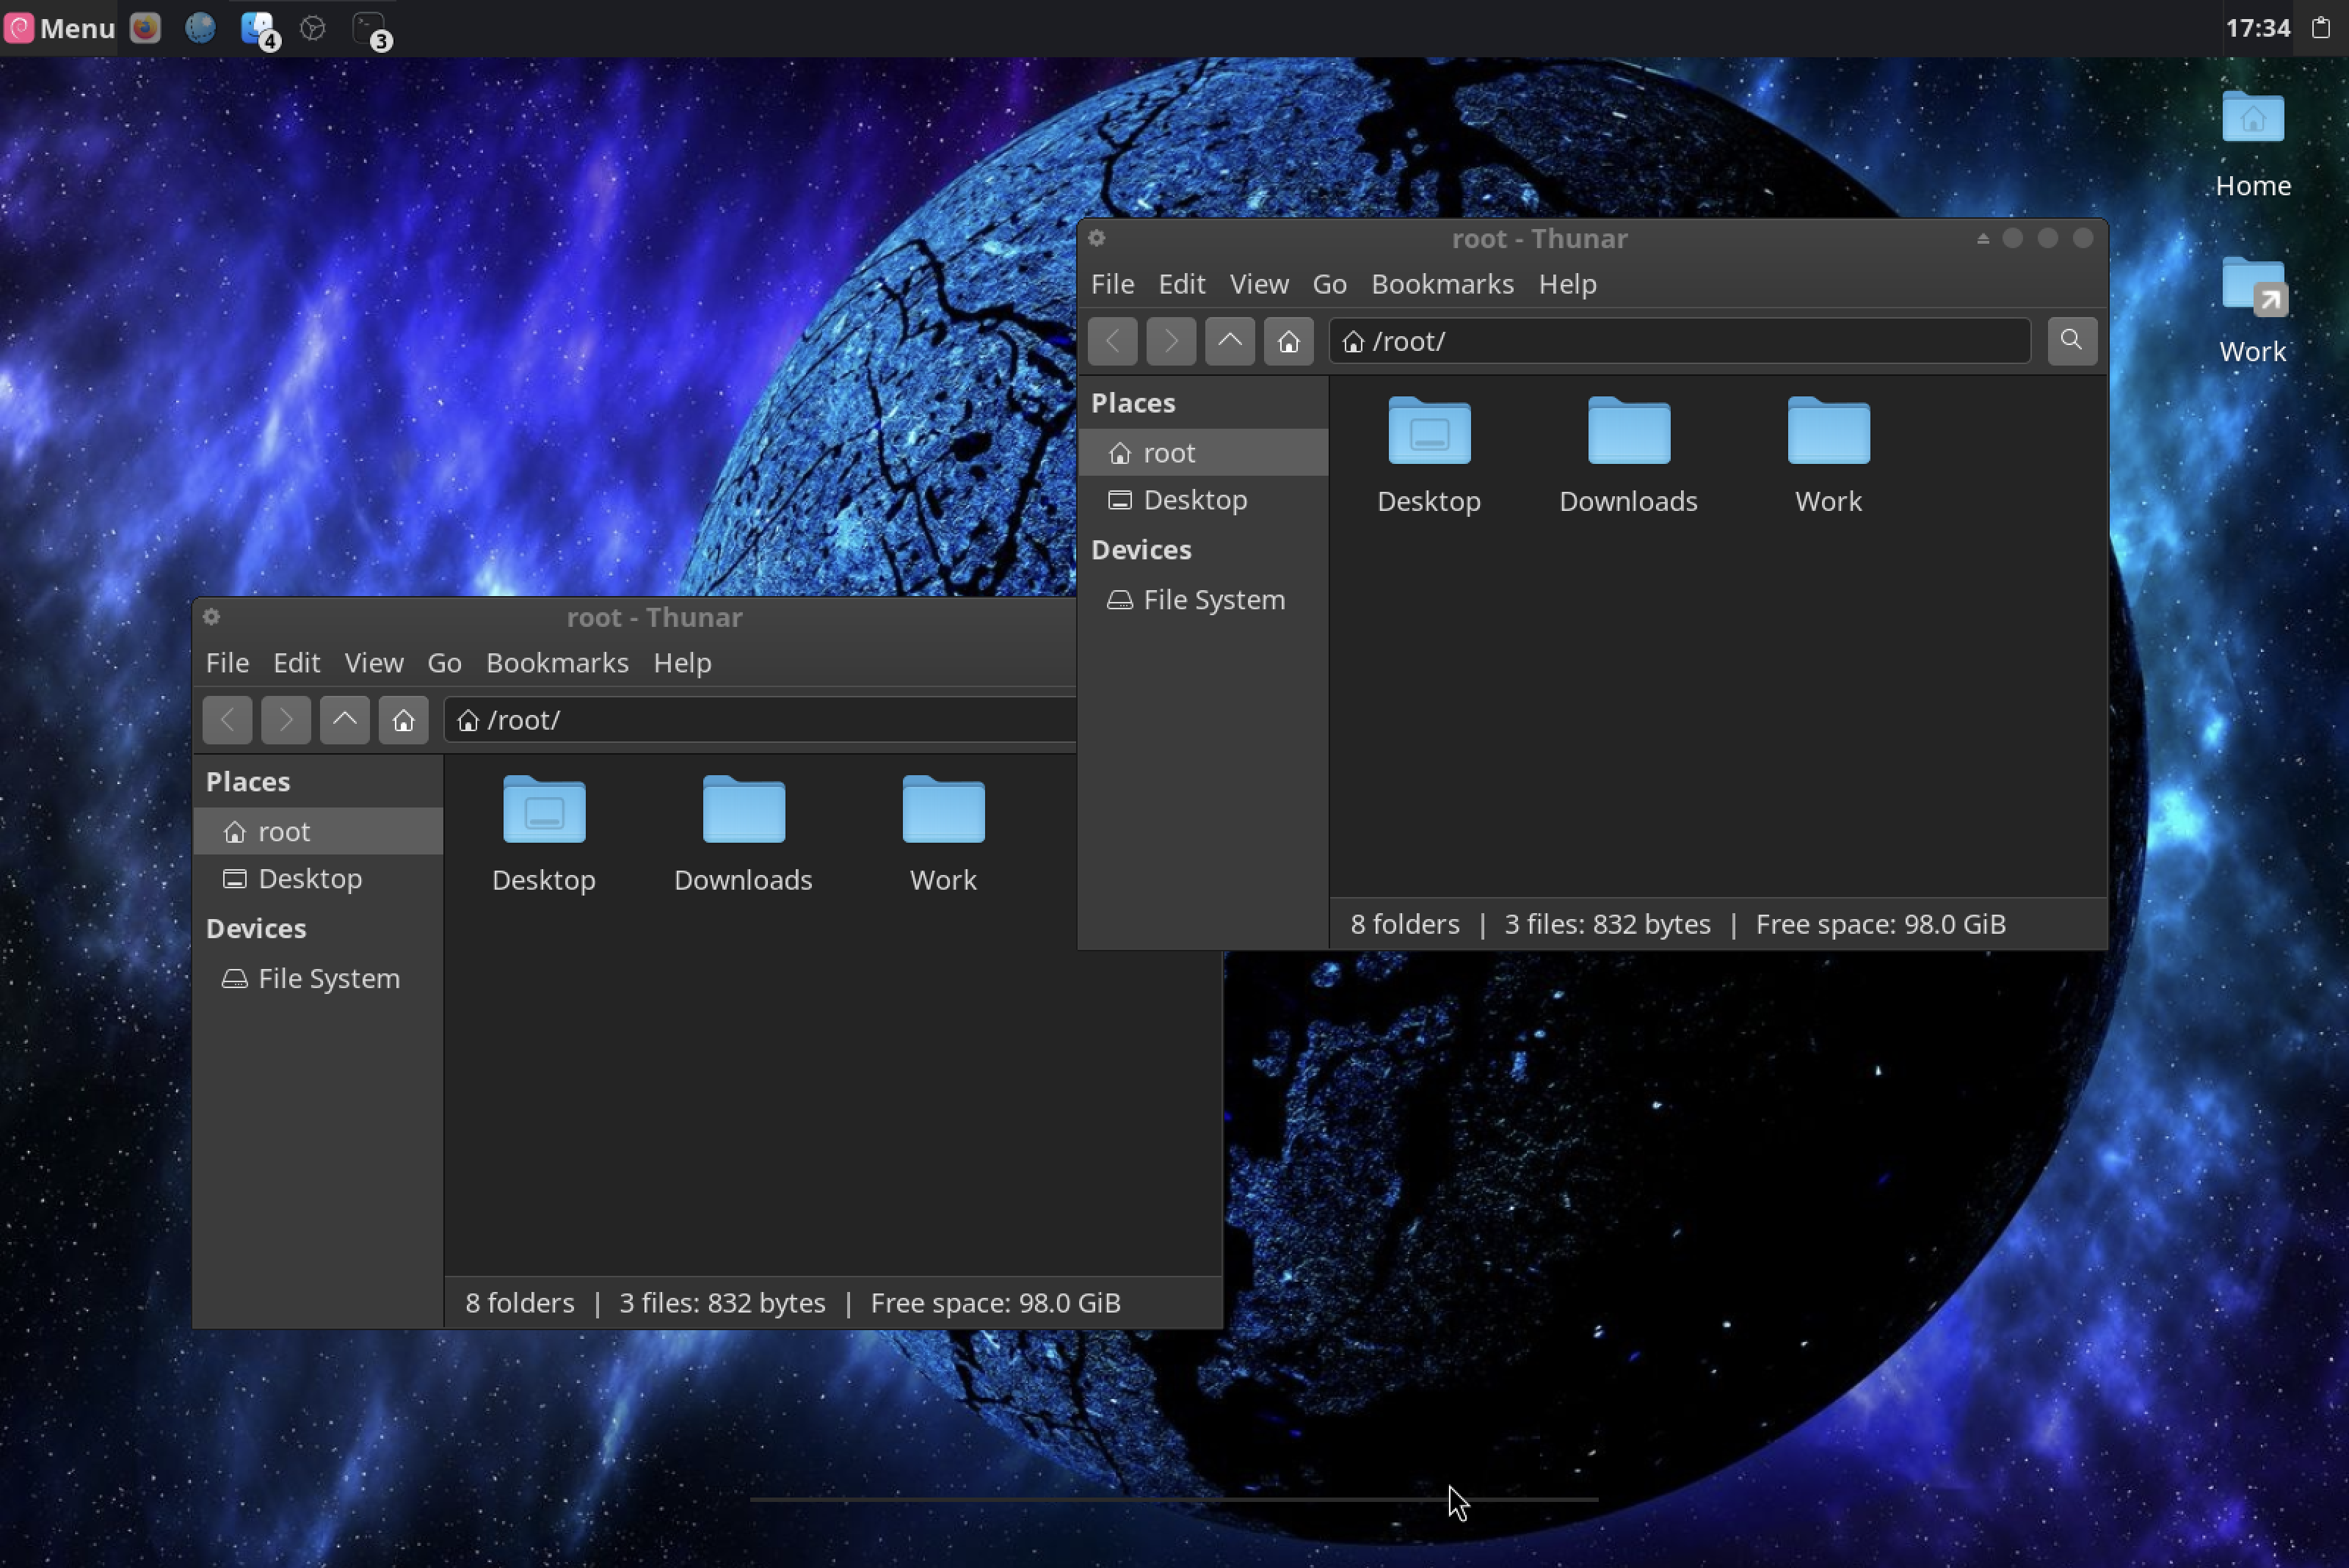 Menu 4 3 17:34
Home
Work
root - Thunar
File Edit View Go Bookmarks Help
/root/
Places
root
Desktop
Devices
File System
Desktop Downloads Work
8 folders | 3 files: 832 bytes | Free space: 98.0 GiB
root - Thunar
File Edit View Go Bookmarks Help
/root/
Places
root
Desktop
Devices
File System
Desktop Downloads Work
8 folders | 3 files: 832 bytes | Free space: 98.0 GiB